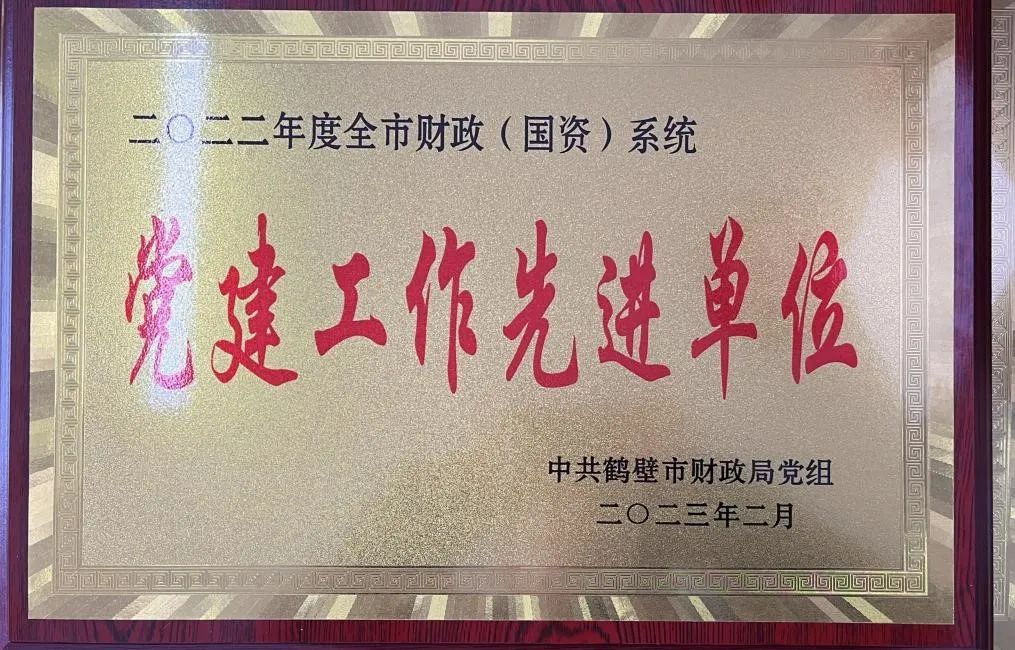 二〇二二年度全市财政（国资）系统
党建工作先进单位
中共鹤壁市财政局党组
二〇二三年二月